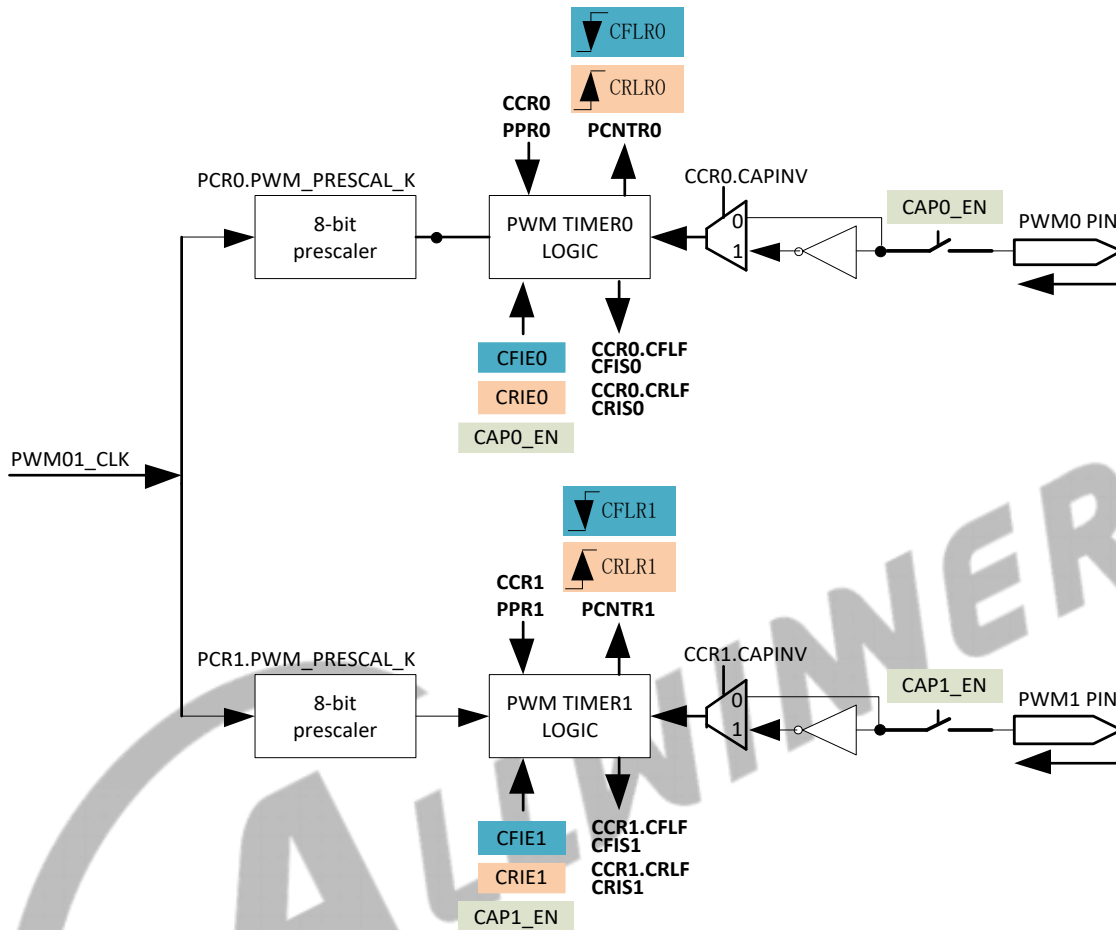 CFLR0
CRLR0
CCR0
PPR0
PCNTR0
PCR0.PWM_PRESCAL_K
CCR0.CAPINV
CAP0_EN
PWM0 PIN
8-bit
prescaler
PWM TIMER0
LOGIC
0
1
CFIE0
CRIE0
CAP0_EN
CCR0.CFLF
CFIS0
CCR0.CRLF
CRIS0
PWM01_CLK
CFLR1
CRLR1
CCR1
PPR1
PCNTR1
PCR1.PWM_PRESCAL_K
CCR1.CAPINV
CAP1_EN
PWM1 PIN
8-bit
prescaler
PWM TIMER1
LOGIC
0
1
CFIE1
CRIE1
CAP1_EN
CCR1.CFLF
CFIS1
CCR1.CRLF
CRIS1
ALLWINNER